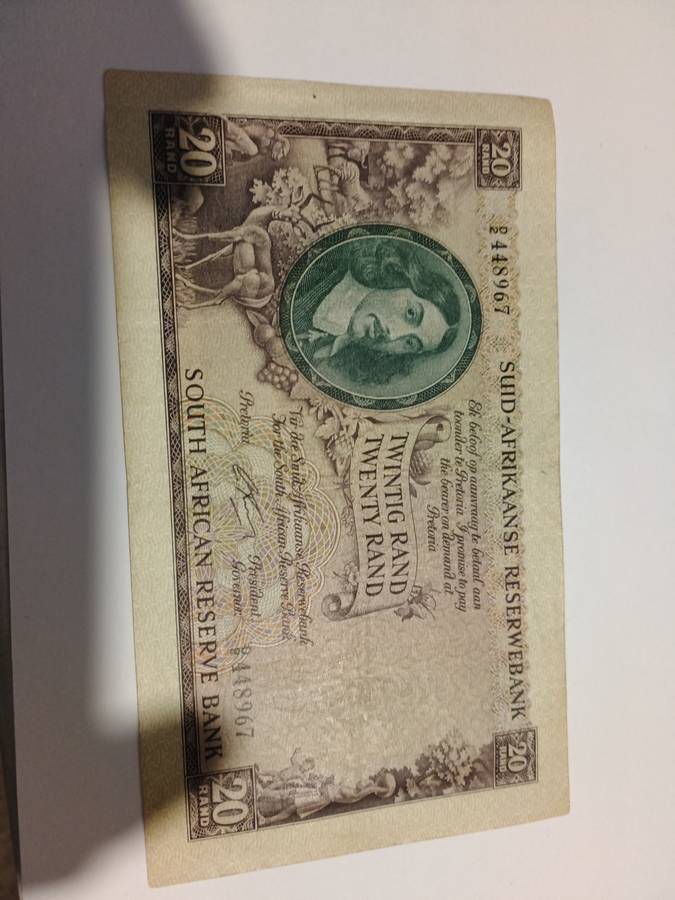 20
RAND
20
RAND
D/2 448967
SUID-AFRIKAANSE RESERWEBANK
Ek beloof op aanvraag te betaal aan
toonder te Pretoria. I promise to pay
the bearer on demand at
Pretoria
TWINTIG RAND
TWENTY RAND
Vir die Suid-Afrikaanse Reserwebank
For the South African Reserve Bank
Pretoria,
President.
Governor.
D/2 448967
SOUTH AFRICAN RESERVE BANK
20
RAND
20
RAND